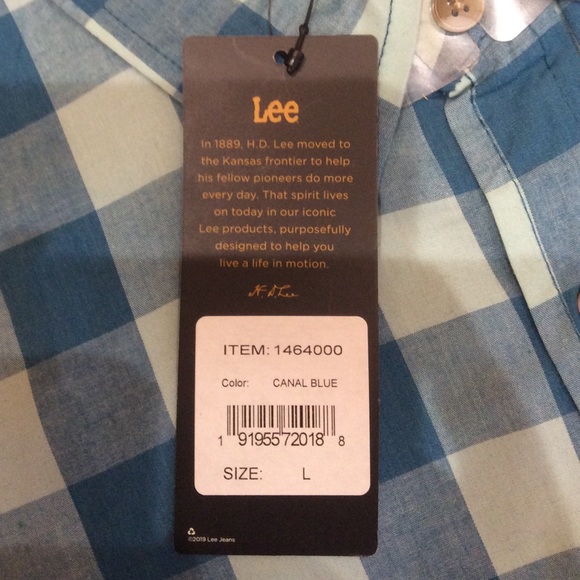 Lee
In 1889, H.D. Lee moved to
the Kansas frontier to help
his fellow pioneers do more
every day. That spirit lives
on today in our iconic
Lee products, purposefully
designed to help you
live a life in motion.
H. D. Lee
ITEM: 1464000
Color: CANAL BLUE
1 91955 72018 8
SIZE: L
©2019 Lee Jeans